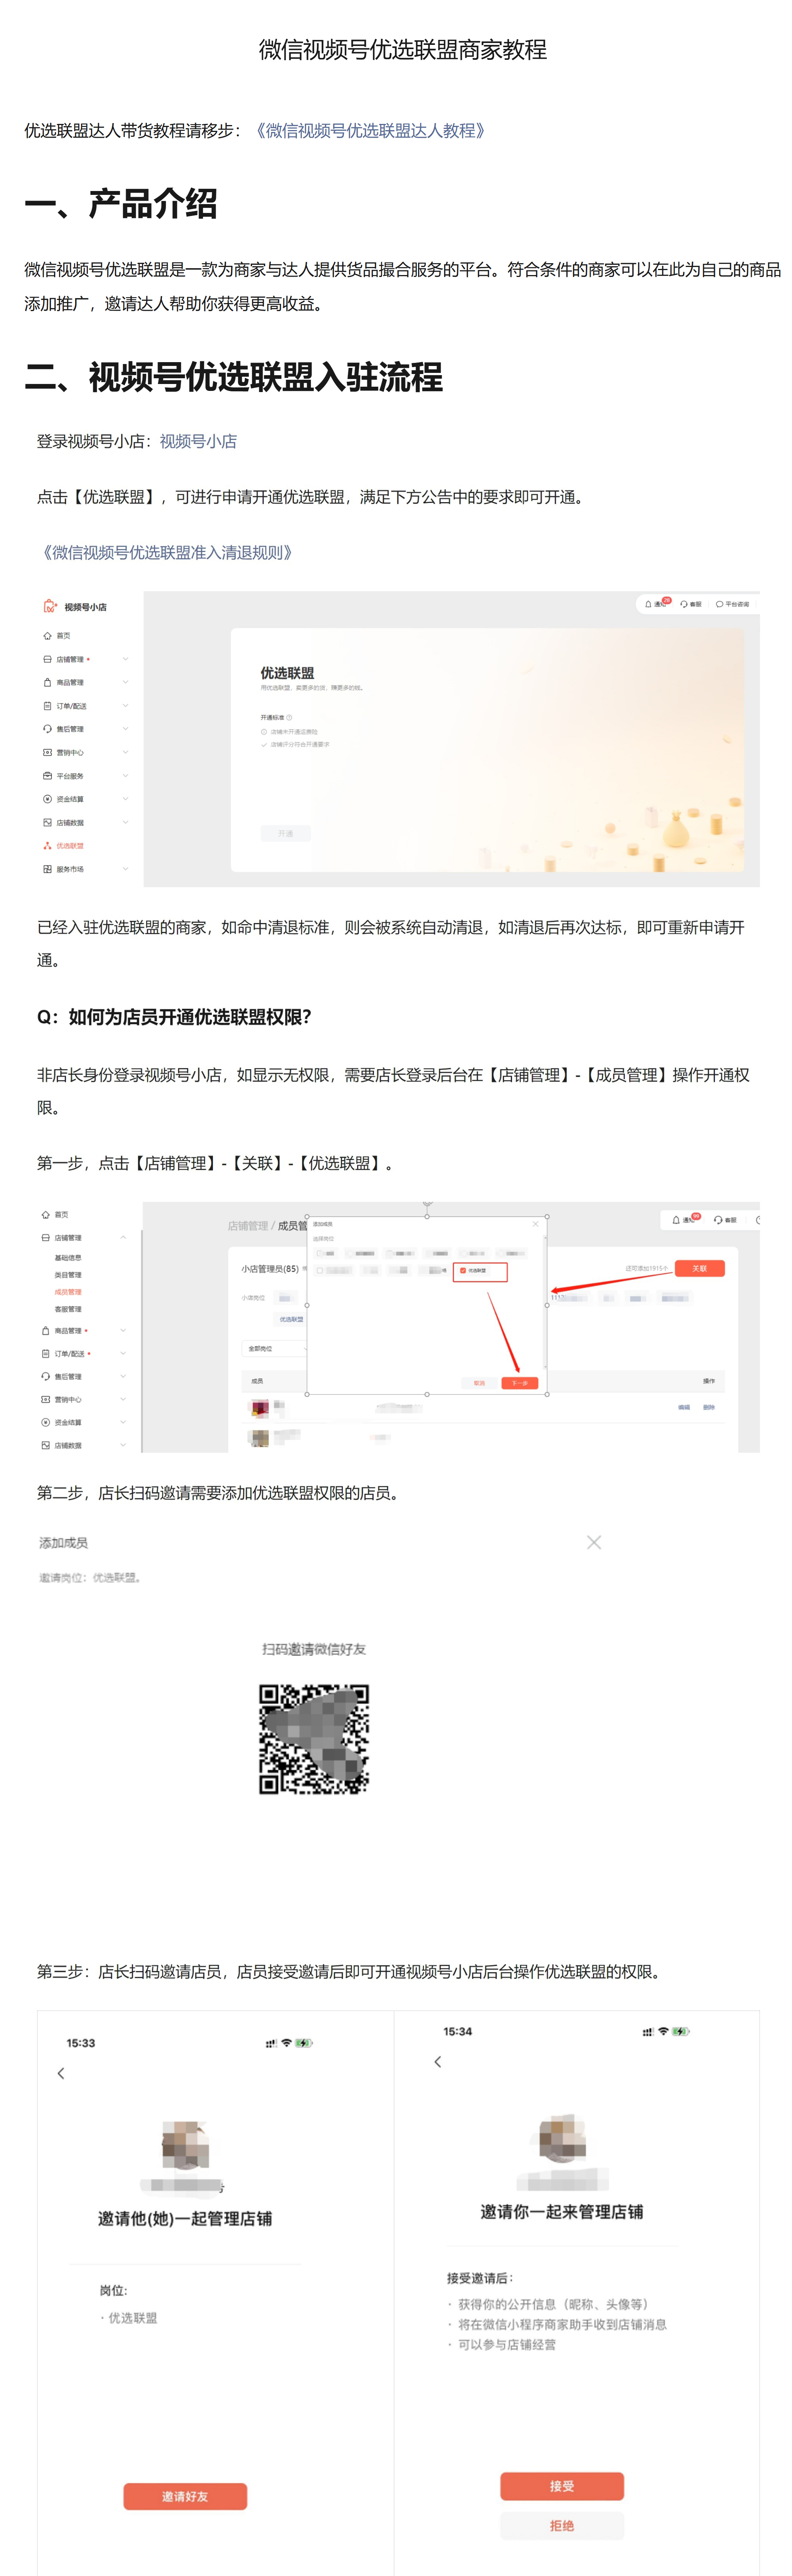 微信视频号优选联盟商家教程
优选联盟达人带货教程请移步：《微信视频号优选联盟达人教程》
一、产品介绍
微信视频号优选联盟是一款为商家与达人提供货品撮合服务的平台。符合条件的商家可以在此为自己的商品
添加推广，邀请达人帮助你获得更高收益。
二、视频号优选联盟入驻流程
登录视频号小店：视频号小店
点击【优选联盟】，可进行申请开通优选联盟，满足下方公告中的要求即可开通。
《微信视频号优选联盟准入清退规则》
视频号小店
通知 28 客服 平台咨询
首页
店铺管理
商品管理
订单/配送
售后管理
营销中心
平台服务
资金结算
店铺数据
优选联盟
服务市场
优选联盟
用优选联盟，卖更多的货，赚更多的钱。
开通标准
店铺未开通运费险
店铺评分符合开通要求
开通
已经入驻优选联盟的商家，如命中清退标准，则会被系统自动清退，如清退后再次达标，即可重新申请开
通。
Q：如何为店员开通优选联盟权限？
非店长身份登录视频号小店，如显示无权限，需要店长登录后台在【店铺管理】-【成员管理】操作开通权
限。
第一步，点击【店铺管理】-【关联】-【优选联盟】。
首页
店铺管理
基础信息
类目管理
成员管理
客服管理
商品管理
订单/配送
售后管理
营销中心
资金结算
店铺数据
店铺管理 / 成员管
通知 客服
小店管理员(85)
还可添加1915个 关联
小店岗位
优选联盟
全部岗位
成员 操作
编辑 删除
添加成员
选择岗位
优选联盟
取消 下一步
第二步，店长扫码邀请需要添加优选联盟权限的店员。
添加成员
邀请岗位：优选联盟。
扫码邀请微信好友
第三步：店长扫码邀请店员，店员接受邀请后即可开通视频号小店后台操作优选联盟的权限。
15:33
邀请他(她)一起管理店铺
岗位:
· 优选联盟
邀请好友
15:34
邀请你一起来管理店铺
接受邀请后：
· 获得你的公开信息（昵称、头像等）
· 将在微信小程序商家助手收到店铺消息
· 可以参与店铺经营
接受
拒绝